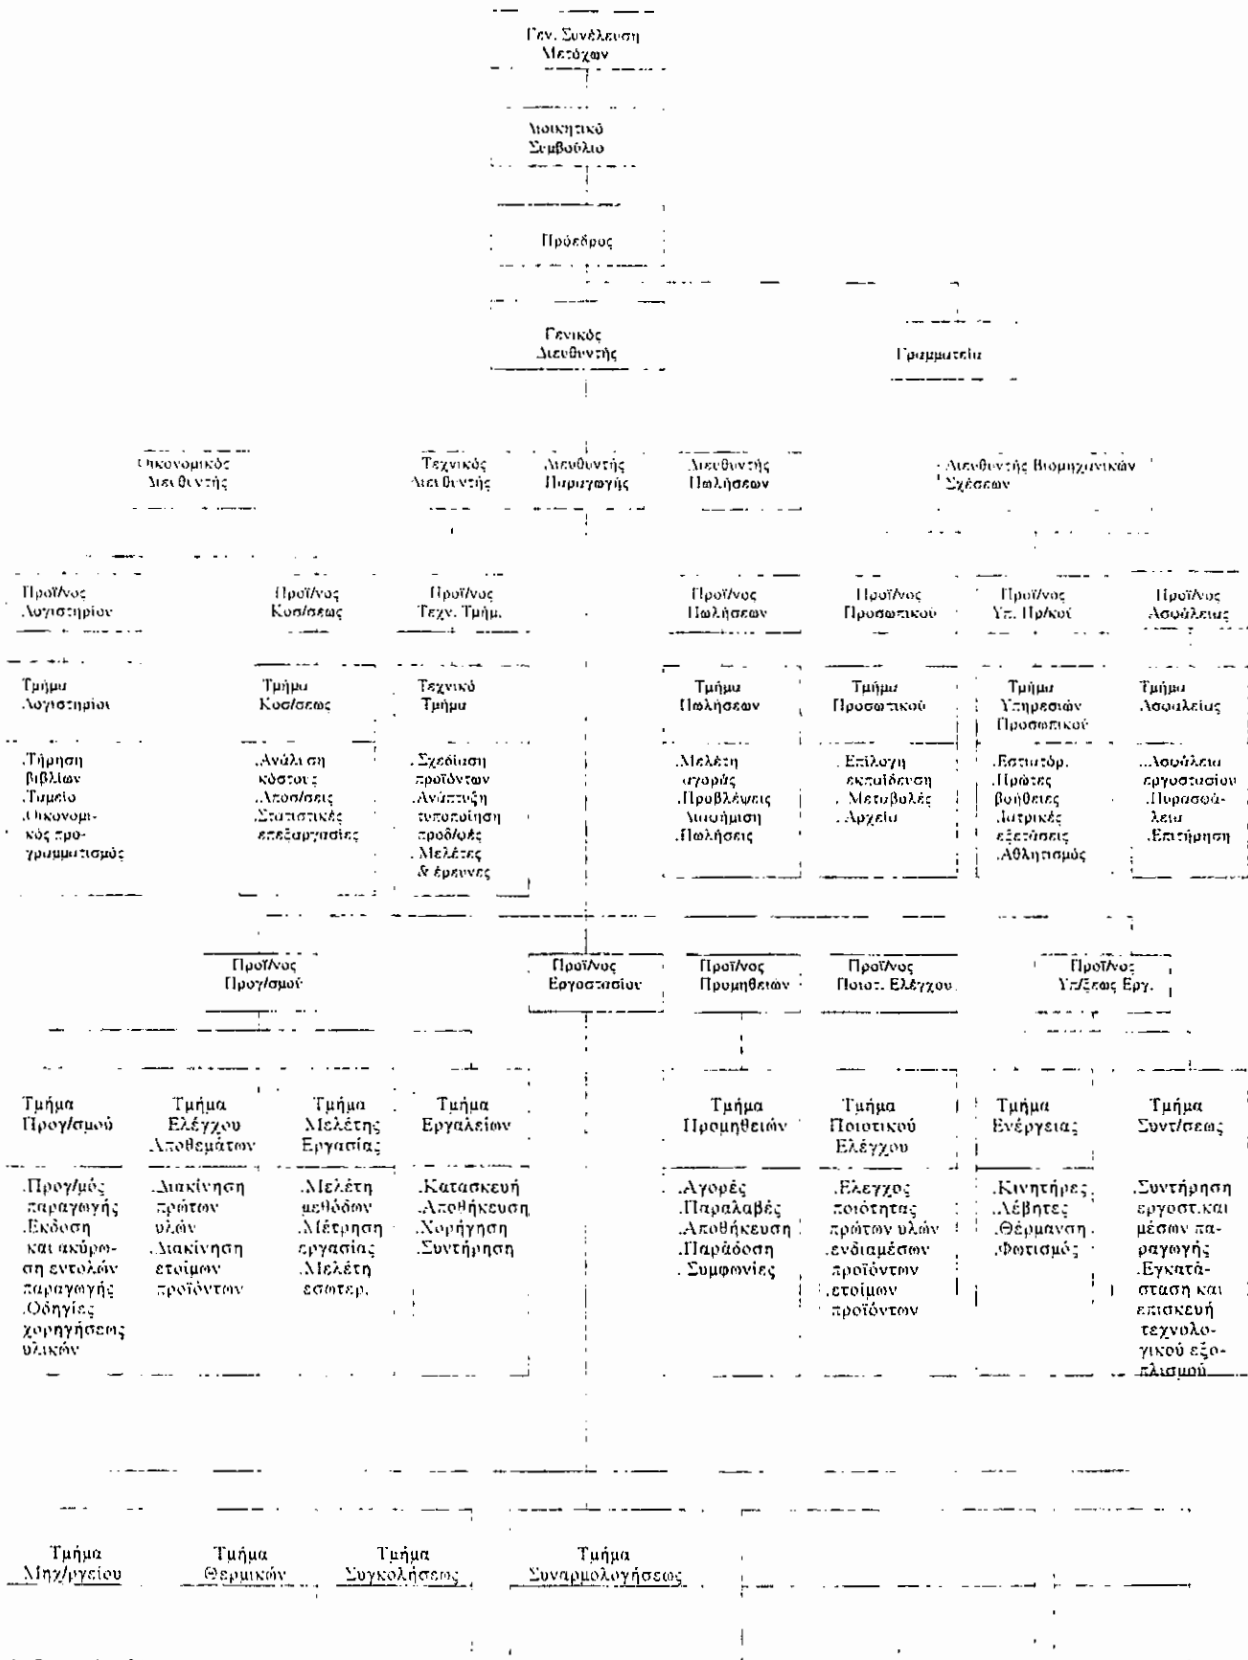 Γεν. Συνέλευση
Μετόχων
Διοικητικό
Συμβούλιο
Πρόεδρος
Γενικός
Διευθυντής
Γραμματεία
Οικονομικός
Διευθυντής
Τεχνικός
Διευθυντής
Διευθυντής
Παραγωγής
Διευθυντής
Πωλήσεων
Διευθυντής Βιομηχανικών
Σχέσεων
Προϊ/νος
Λογιστηρίου
Προϊ/νος
Κοσ/σεως
Προϊ/νος
Τεχν. Τμήμ.
Προϊ/νος
Πωλήσεων
Προϊ/νος
Προσωπικού
Προϊ/νος
Υπ. Πρ/κού
Προϊ/νος
Ασφάλειας
Τμήμα
Λογιστηρίου
Τμήμα
Κοσ/σεως
Τεχνικό
Τμήμα
Τμήμα
Πωλήσεων
Τμήμα
Προσωπικού
Τμήμα
Υπηρεσιών
Προσωπικού
Τμήμα
Ασφαλείας
.Τήρηση
βιβλίων
.Ταμείο
.Οικονομι-
κός προ-
γραμματισμός
.Ανάλυση
κόστους
.Αποσ/σεις
.Στατιστικές
επεξαργασίες
.Σχεδίαση
προϊόντων
.Ανάπτυξη
τυποποίηση
προδ/φές
. Μελέτες
& έρευνες
.Μελέτη
αγοράς
.Προβλέψεις
Διαφήμιση
.Πωλήσεις
. Επίλογη
εκπαίδευση
. Μεταβολές
. Αρχεία
.Εστιατόρ.
.Πρώτες
βοήθειες
.Ιατρικές
εξετάσεις
.Αθλητισμός
.Ασφάλεια
εργοστασίου
.Πυρασφά-
λεια
.Επιτήρηση
Προϊ/νος
Προγ/σμού
Προϊ/νος
Εργοστασίου
Προϊ/νος
Προμηθειών
Προϊ/νος
Ποιοτ. Ελέγχου
Προϊ/νος
Υπ/ξεως Εργ.
Τμήμα
Προγ/σμού
Τμήμα
Ελέγχου
Αποθεμάτων
Τμήμα
Μελέτης
Εργασίας
Τμήμα
Εργαλείων
Τμήμα
Προμηθειών
Τμήμα
Ποιοτικού
Ελέγχου
Τμήμα
Ενέργειας
Τμήμα
Συντ/σεως
.Προγ/μός
παραγωγής
.Εκδοση
και ακύρω-
ση εντολών
παραγωγής
.Οδηγίες
χορηγήσεως
υλικών
.Διακίνηση
πρώτων
υλών
.Διακίνηση
ετοίμων
προϊόντων
.Μελέτη
μεθόδων
.Μέτρηση
εργασίας
.Μελέτη
εσωτερ.
.Κατασκευή
.Αποθήκευση
.Χορήγηση
.Συντήρηση
.Αγορές
.Παραλαβές
.Αποθήκευση
.Παράδοση
. Συμφωνίες
.Ελεγχος
ποιότητας
πρώτων υλών
.ενδιαμέσων
προϊόντων
.ετοίμων
προϊόντων
.Κινητήρες
.Λέβητες
.Θέρμανση
.Φωτισμός
.Συντήρηση
εργοστ.και
μέσων πα-
ραγωγής
.Εγκατά-
σταση και
επισκευή
τεχνολο-
γικού εξο-
πλισμού
Τμήμα
Μηχ/ργείου
Τμήμα
Θερμικών
Τμήμα
Συγκολήσεως
Τμήμα
Συναρμολογήσεως